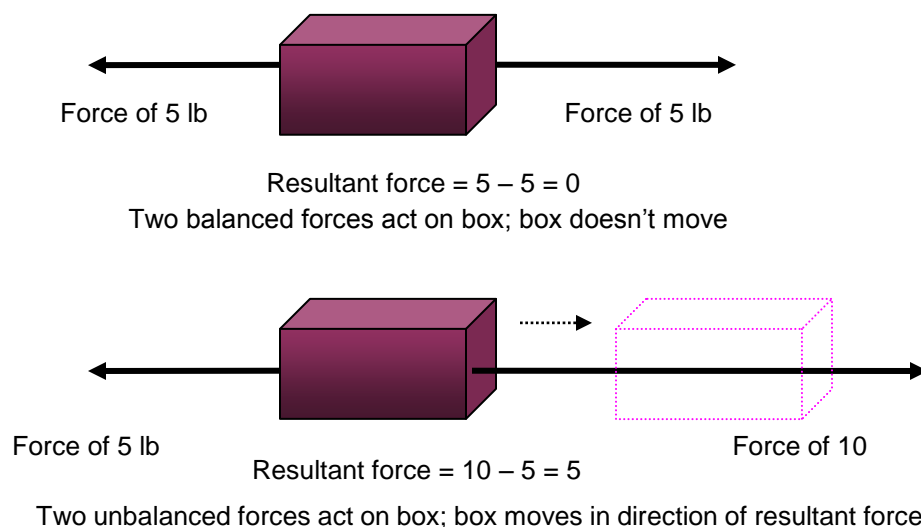 Force of 5 lb Force of 5 lb
Resultant force = 5 – 5 = 0
Two balanced forces act on box; box doesn’t move
Force of 5 lb Force of 10
Resultant force = 10 – 5 = 5
Two unbalanced forces act on box; box moves in direction of resultant force